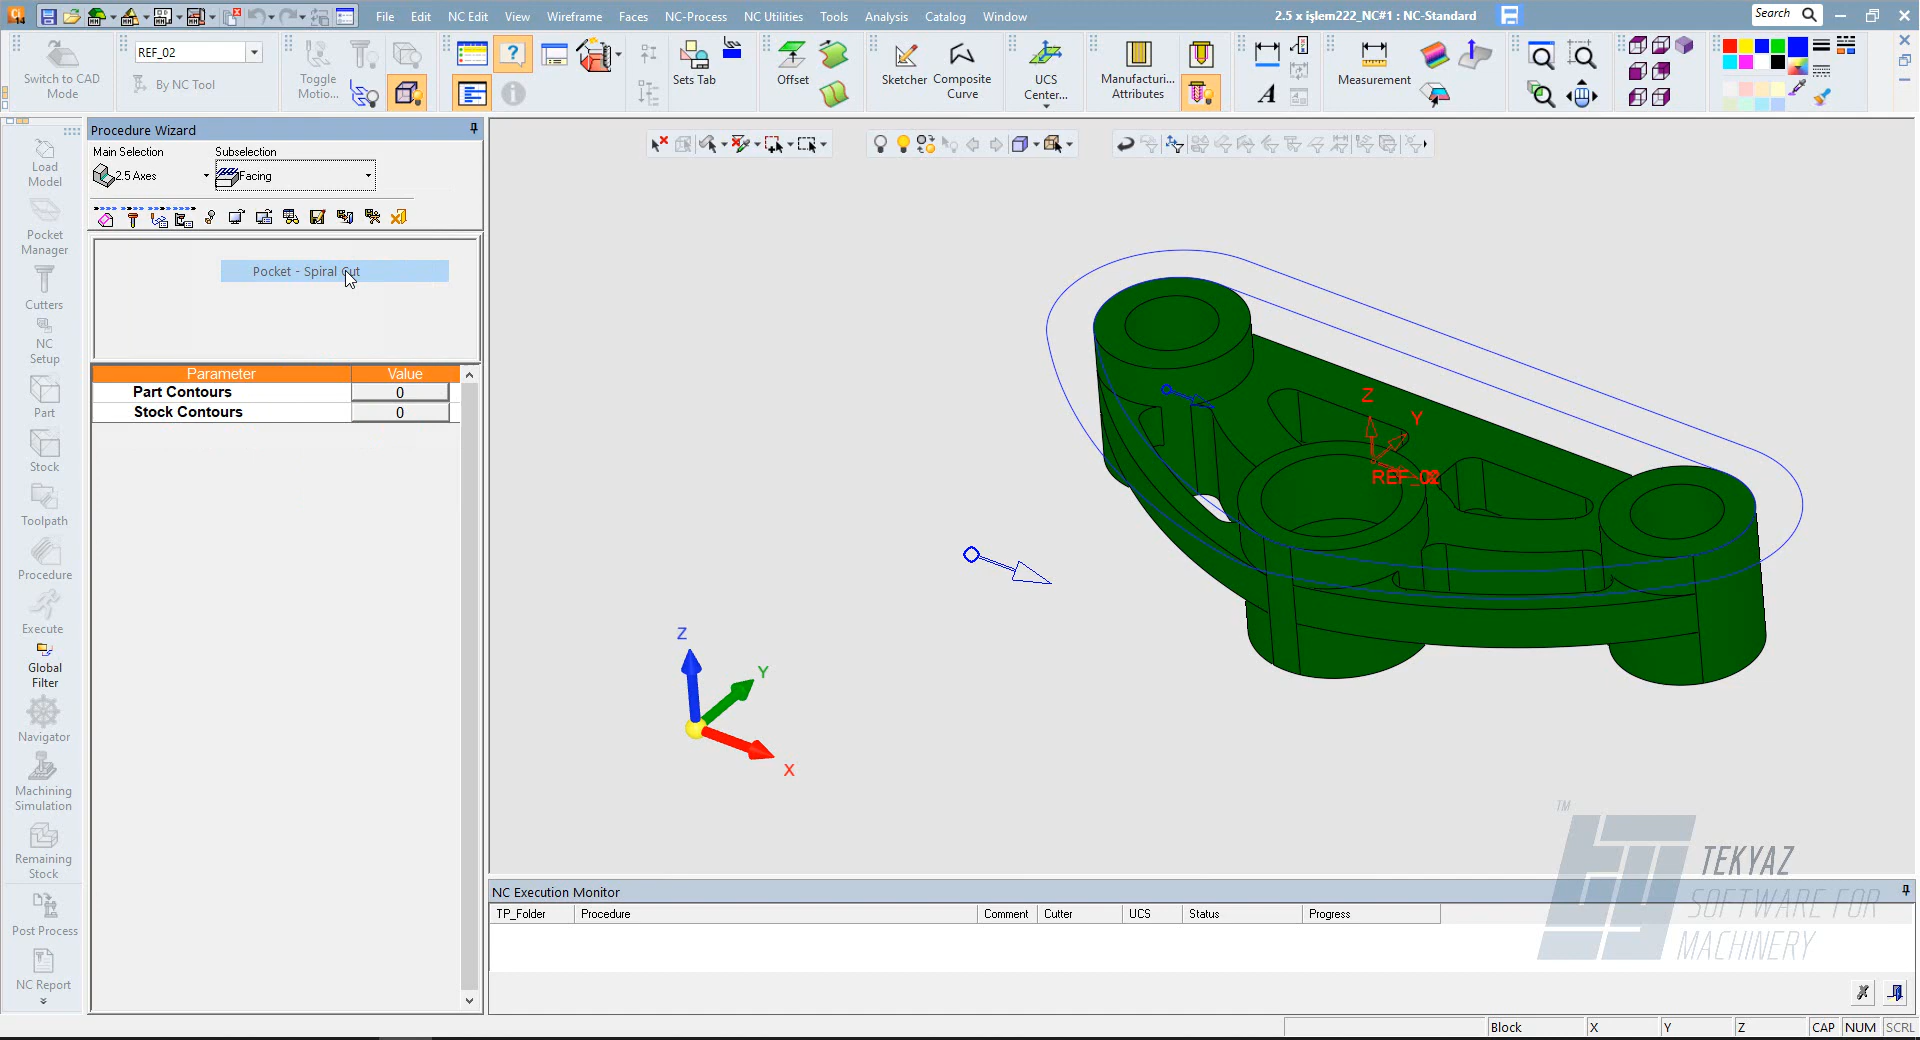 File Edit NC Edit View Wireframe Faces NC-Process NC Utilities Tools Analysis Catalog Window
2.5 x işlem222_NC#1 : NC-Standard
Search
Switch to CAD Mode
REF_02
By NC Tool
Toggle Motio...
Sets Tab
Offset
Sketcher
Composite Curve
UCS Center...
Manufacturi... Attributes
A
Measurement
Procedure Wizard
Main Selection
Subselection
2.5 Axes
Facing
Pocket - Spiral Cut
Parameter Value
Part Contours 0
Stock Contours 0
Load Model
Pocket Manager
Cutters
NC Setup
Part
Stock
Toolpath
Procedure
Execute
Global Filter
Navigator
Machining Simulation
Remaining Stock
Post Process
NC Report
Z
Y
REF_02
Z
Y
X
TM
TEKYAZ
SOFTWARE FOR
MACHINERY
NC Execution Monitor
TP_Folder Procedure Comment Cutter UCS Status Progress
Block X Y Z CAP NUM SCRL